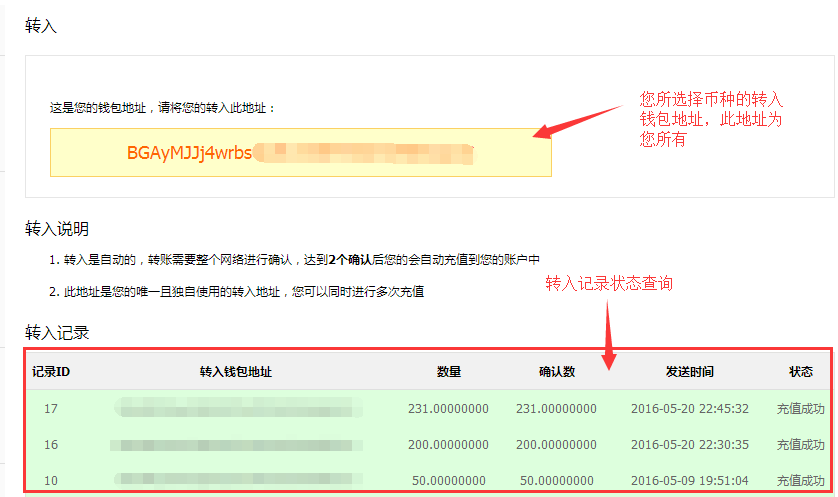 转入
这是您的钱包地址，请将您的转入此地址：
BGAyMJJj4wrbs
您所选择币种的转入
钱包地址，此地址为
您所有
转入说明
1. 转入是自动的，转账需要整个网络进行确认，达到2个确认后您的会自动充值到您的账户中
2. 此地址是您的唯一且独自使用的转入地址，您可以同时进行多次充值
转入记录状态查询
转入记录
记录ID 转入钱包地址 数量 确认数 发送时间 状态
17 231.00000000 231.00000000 2016-05-20 22:45:32 充值成功
16 200.00000000 200.00000000 2016-05-20 22:30:35 充值成功
10 50.00000000 50.00000000 2016-05-09 19:51:04 充值成功